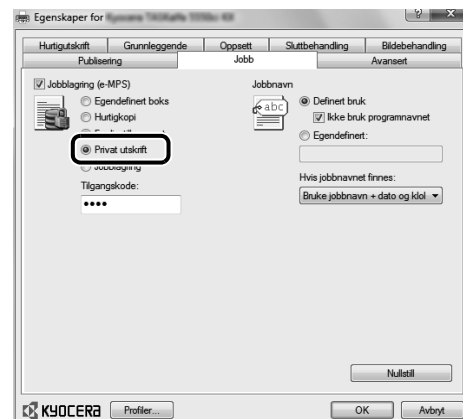 Egenskaper for
Hurtigutskrift Grunnleggende Oppsett Sluttbehandling Bildebehandling
Publisering Jobb Avansert
Jobblagring (e-MPS)
Egendefinert boks
Hurtigkopi
Privat utskrift
Jobblagring
Tilgangskode:
••••
Jobbnavn
abc
Definert bruk
Ikke bruk programnavnet
Egendefinert:
Hvis jobbnavnet finnes:
Bruke jobbnavn + dato og klol
Nullstill
KYOCERA Profiler... OK Avbryt